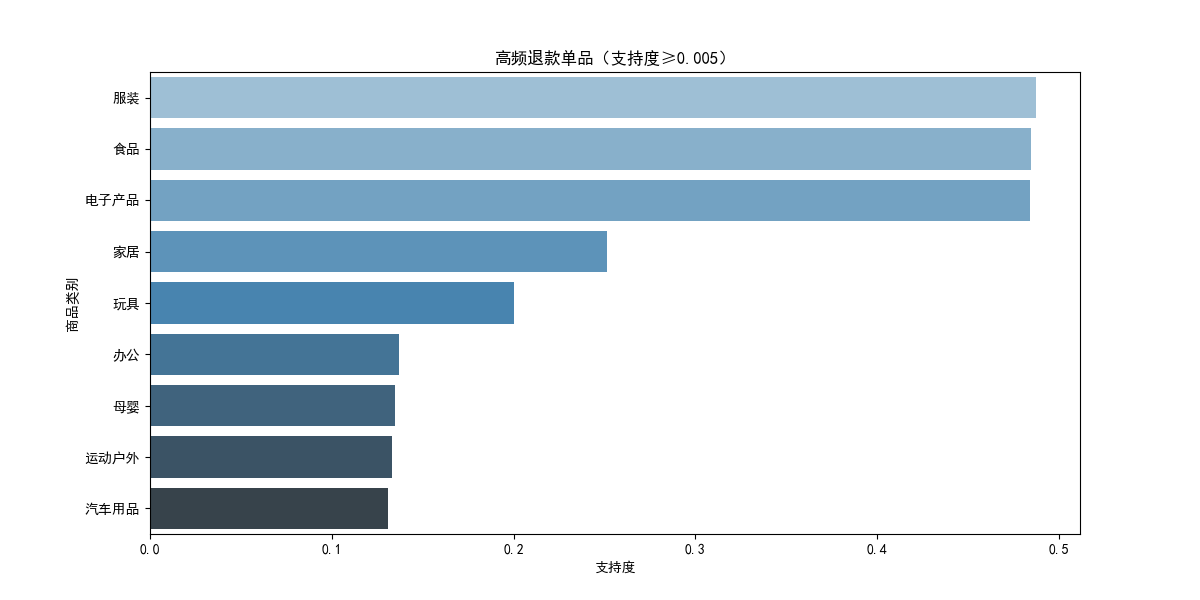 高频退款单品（支持度≥0.005）
商品类别
服装
食品
电子产品
家居
玩具
办公
母婴
运动户外
汽车用品
0.0 0.1 0.2 0.3 0.4 0.5
支持度